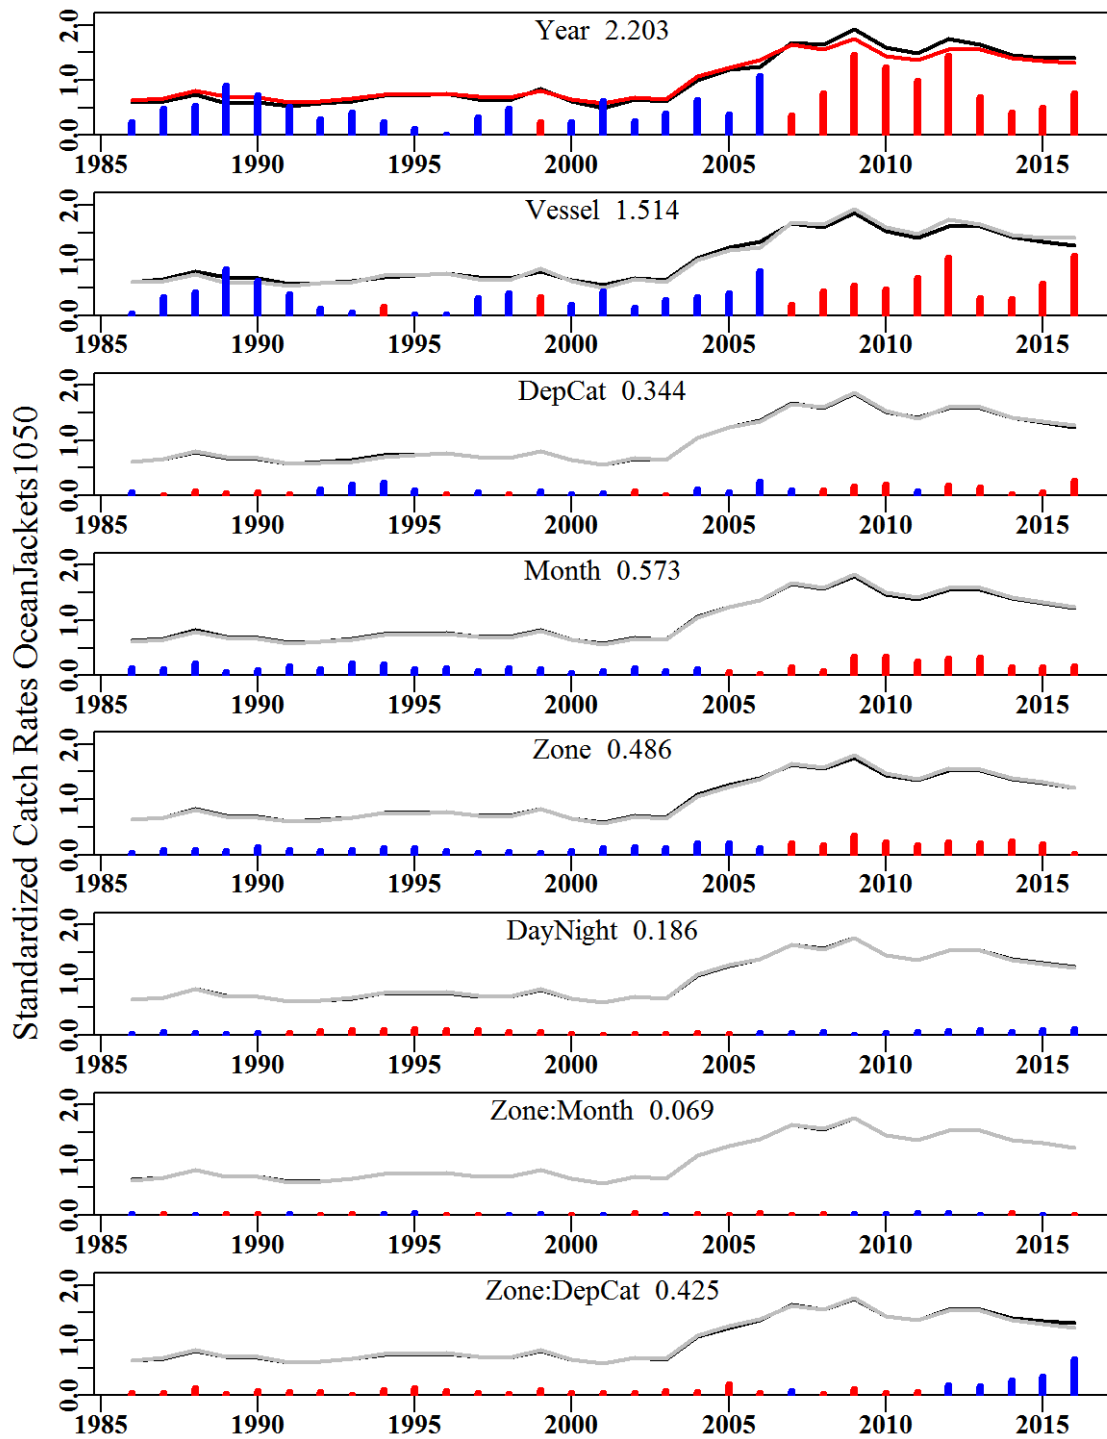 Standardized Catch Rates OceanJackets1050
Year 2.203
0.0 1.0 2.0
1985 1990 1995 2000 2005 2010 2015
Vessel 1.514
0.0 1.0 2.0
1985 1990 1995 2000 2005 2010 2015
DepCat 0.344
0.0 1.0 2.0
1985 1990 1995 2000 2005 2010 2015
Month 0.573
0.0 1.0 2.0
1985 1990 1995 2000 2005 2010 2015
Zone 0.486
0.0 1.0 2.0
1985 1990 1995 2000 2005 2010 2015
DayNight 0.186
0.0 1.0 2.0
1985 1990 1995 2000 2005 2010 2015
Zone:Month 0.069
0.0 1.0 2.0
1985 1990 1995 2000 2005 2010 2015
Zone:DepCat 0.425
0.0 1.0 2.0
1985 1990 1995 2000 2005 2010 2015